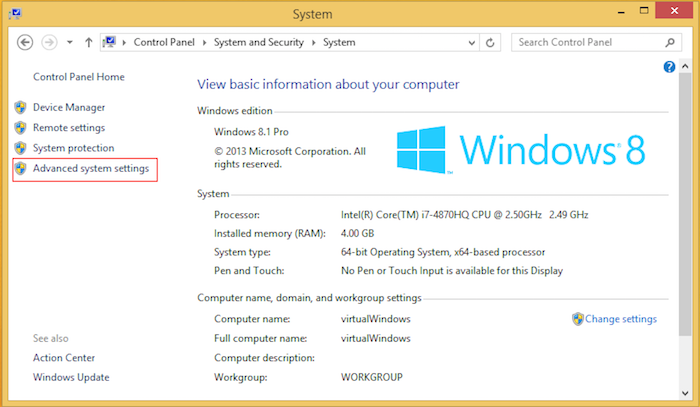 System
Control Panel System and Security System
Search Control Panel
Control Panel Home
Device Manager
Remote settings
System protection
Advanced system settings
See also
Action Center
Windows Update
View basic information about your computer
Windows edition
Windows 8.1 Pro
© 2013 Microsoft Corporation. All
rights reserved.
Windows 8
System
Processor: Intel(R) Core(TM) i7-4870HQ CPU @ 2.50GHz 2.49 GHz
Installed memory (RAM): 4.00 GB
System type: 64-bit Operating System, x64-based processor
Pen and Touch: No Pen or Touch Input is available for this Display
Computer name, domain, and workgroup settings
Computer name: virtualWindows
Change settings
Full computer name: virtualWindows
Computer description:
Workgroup: WORKGROUP